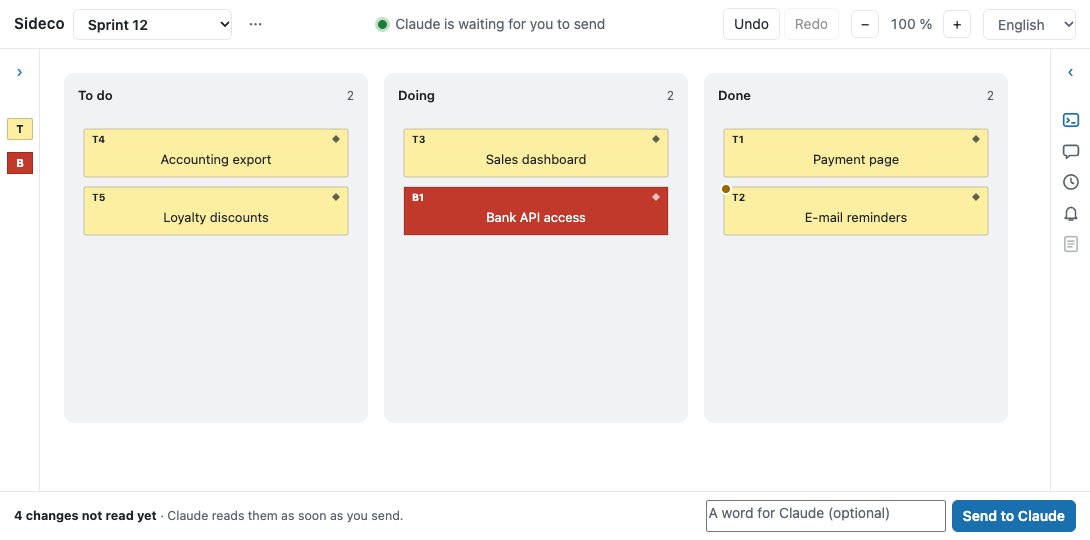 Sideco
Sprint 12
···
Claude is waiting for you to send
Undo
Redo
−
100 %
+
English
T
B
To do
2
T4
Accounting export
T5
Loyalty discounts
Doing
2
T3
Sales dashboard
B1
Bank API access
Done
2
T1
Payment page
T2
E-mail reminders
4 changes not read yet · Claude reads them as soon as you send.
A word for Claude (optional)
Send to Claude